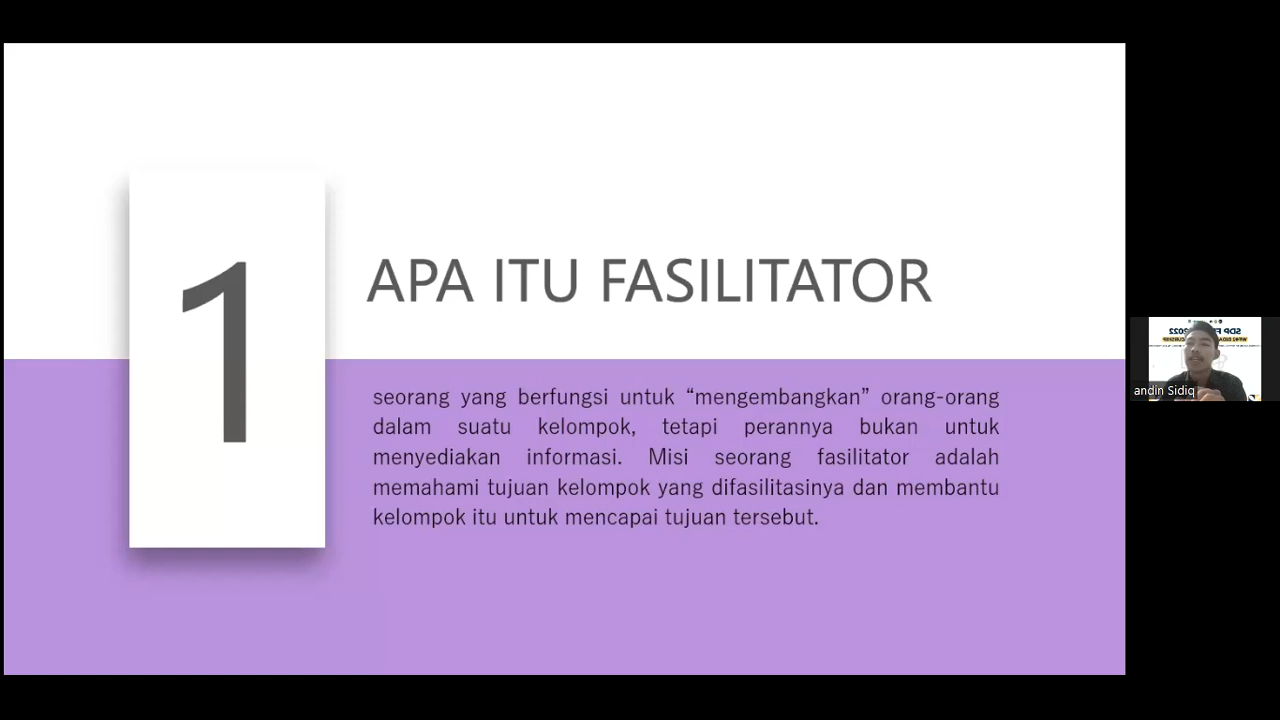 1
APA ITU FASILITATOR
seorang yang berfungsi untuk “mengembangkan” orang-orang
dalam suatu kelompok, tetapi perannya bukan untuk
menyediakan informasi. Misi seorang fasilitator adalah
memahami tujuan kelompok yang difasilitasinya dan membantu
kelompok itu untuk mencapai tujuan tersebut.
SDP
andin Sidiq